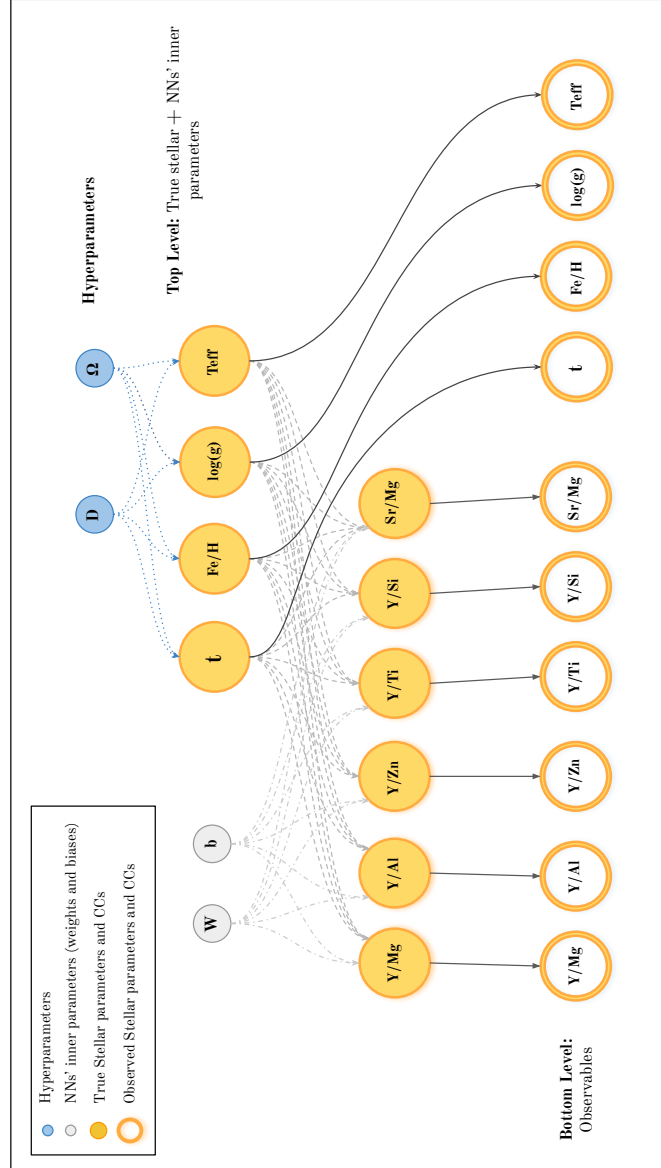 Hyperparameters
NNs' inner parameters (weights and biases)
True Stellar parameters and CCs
Observed Stellar parameters and CCs
Hyperparameters
D
Ω
Top Level: True stellar + NNs' inner
parameters
W
b
t
Fe/H
log(g)
Teff
Y/Mg
Y/Al
Y/Zn
Y/Ti
Y/Si
Sr/Mg
Bottom Level:
Observables
Y/Mg
Y/Al
Y/Zn
Y/Ti
Y/Si
Sr/Mg
t
Fe/H
log(g)
Teff